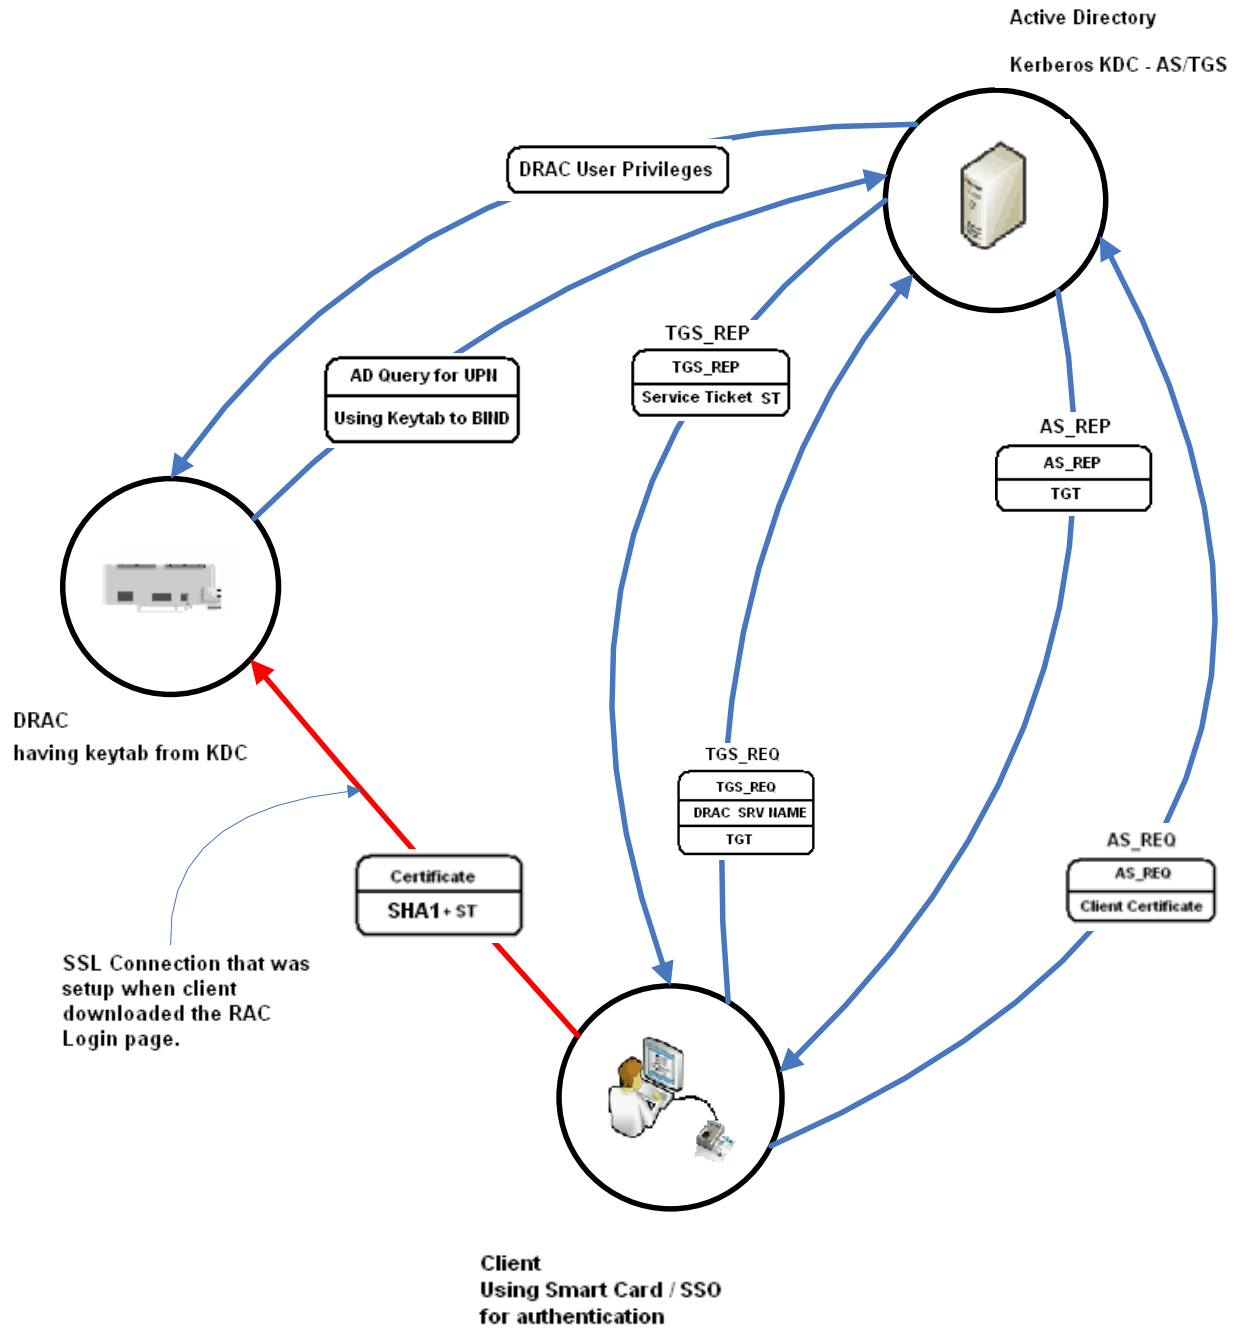 Active Directory
Kerberos KDC - AS/TGS
DRAC User Privileges
TGS_REP
TGS_REP
Service Ticket ST
AD Query for UPN
Using Keytab to BIND
AS_REP
AS_REP
TGT
DRAC
having keytab from KDC
TGS_REQ
TGS_REQ
DRAC SRV NAME
TGT
AS_REQ
AS_REQ
Client Certificate
Certificate
SHA1 + ST
SSL Connection that was
setup when client
downloaded the RAC
Login page.
Client
Using Smart Card / SSO
for authentication